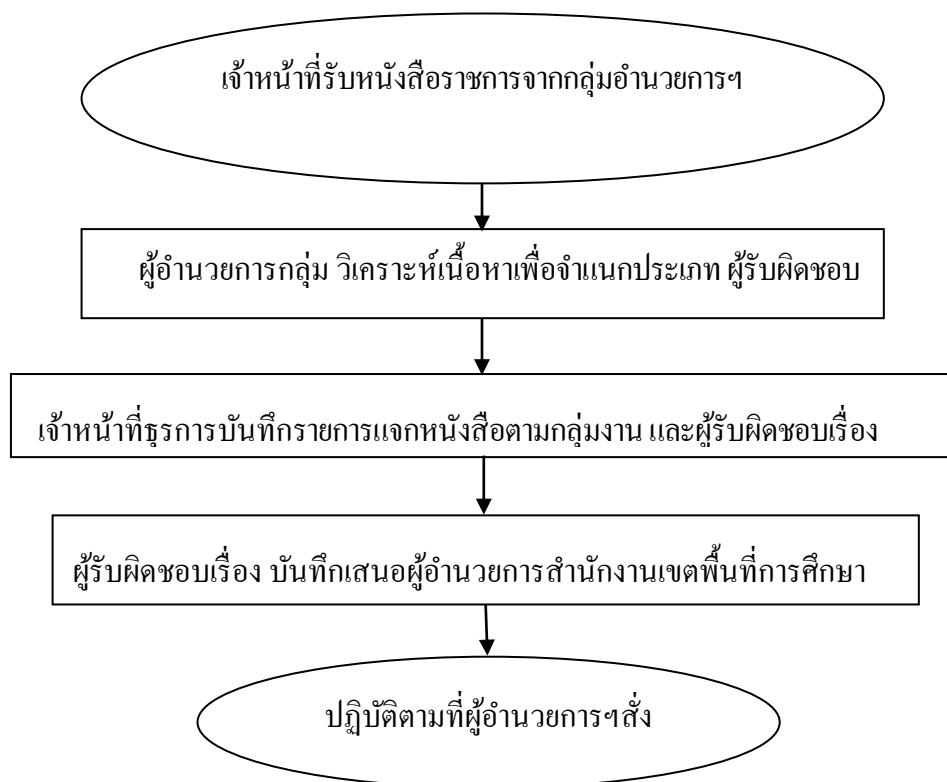 เจ้าหน้าที่รับหนังสือราชการจากกลุ่มอำนวยการฯ
ผู้อำนวยการกลุ่ม วิเคราะห์เนื้อหาเพื่อจำแนกประเภท ผู้รับผิดชอบ
เจ้าหน้าที่ธุรการบันทึกรายการแจกหนังสือตามกลุ่มงาน และผู้รับผิดชอบเรื่อง
ผู้รับผิดชอบเรื่อง บันทึกเสนอผู้อำนวยการสำนักงานเขตพื้นที่การศึกษา
ปฏิบัติตามที่ผู้อำนวยการฯสั่ง